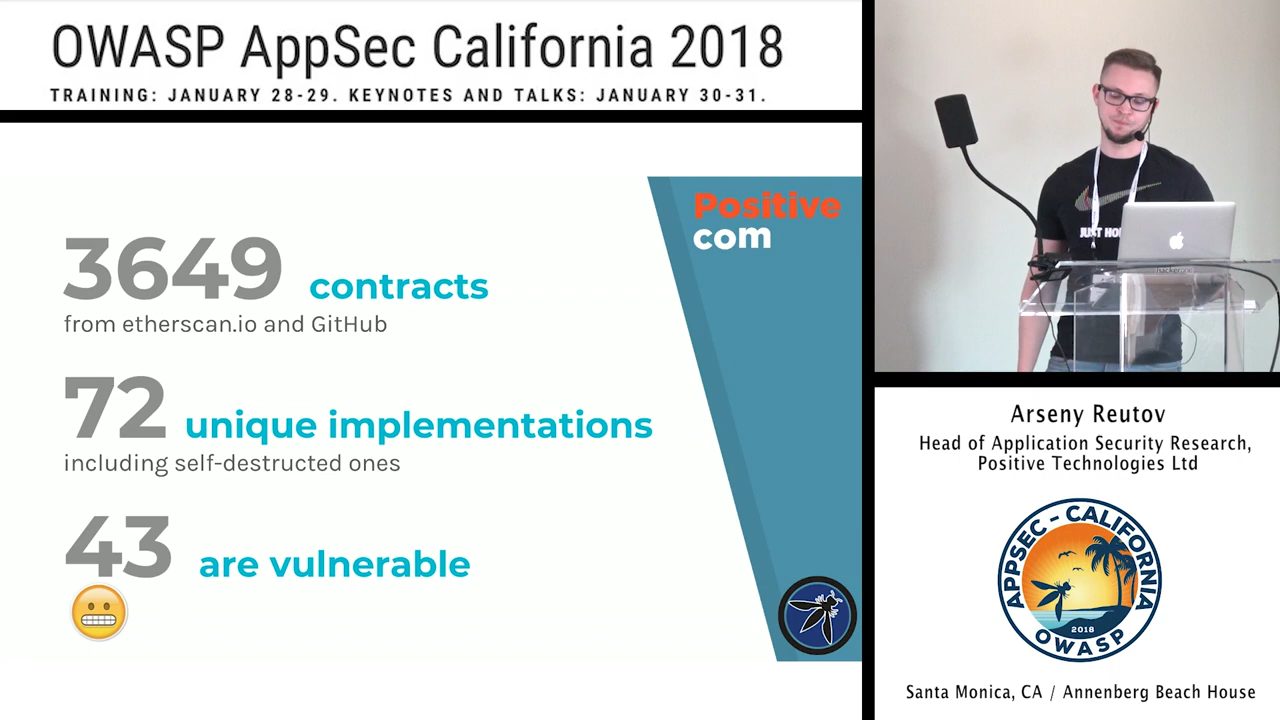 OWASP AppSec California 2018
TRAINING: JANUARY 28-29. KEYNOTES AND TALKS: JANUARY 30-31.
Positive
com
3649 contracts
from etherscan.io and GitHub
72 unique implementations
including self-destructed ones
43 are vulnerable
JUST
hackerone
Arseny Reutov
Head of Application Security Research,
Positive Technologies Ltd
APPSEC - CALIFORNIA
2018
OWASP
Santa Monica, CA / Annenberg Beach House